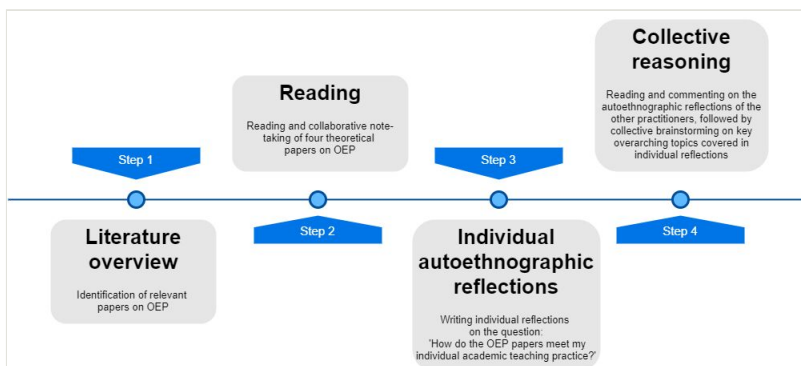 Step 1
Literature
overview
Identification of relevant
papers on OEP
Reading
Reading and collaborative note-
taking of four theoretical
papers on OEP
Step 2
Step 3
Individual
autoethnographic
reflections
Writing individual reflections
on the question:
'How do the OEP papers meet my
individual academic teaching practice?'
Collective
reasoning
Reading and commenting on the
autoethnographic reflections of the
other practitioners, followed by
collective brainstorming on key
overarching topics covered in
individual reflections
Step 4